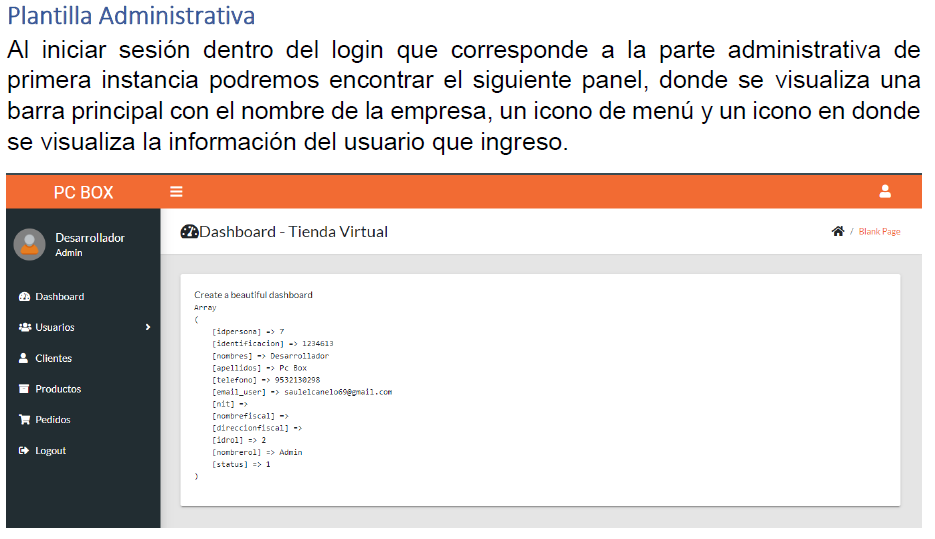 Plantilla Administrativa
Al iniciar sesión dentro del login que corresponde a la parte administrativa de
primera instancia podremos encontrar el siguiente panel, donde se visualiza una
barra principal con el nombre de la empresa, un icono de menú y un icono en donde
se visualiza la información del usuario que ingreso.
PC BOX
Desarrollador
Admin
Dashboard
Usuarios
Clientes
Productos
Pedidos
Logout
Dashboard - Tienda Virtual
/ Blank Page
Create a beautiful dashboard
Array
(
[idpersona] => 7
[identificacion] => 1234613
[nombres] => Desarrollador
[apellidos] => Pc Box
[telefono] => 9532130298
[email_user] => saulelcanelo69@gmail.com
[nit] =>
[nombrefiscal] =>
[direccionfiscal] =>
[idrol] => 2
[nombrerol] => Admin
[status] => 1
)